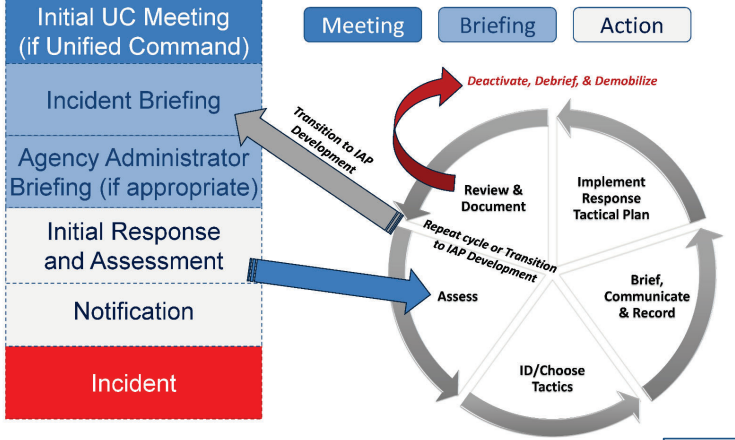 Initial UC Meeting
(if Unified Command)
Incident Briefing
Agency Administrator
Briefing (if appropriate)
Initial Response
and Assessment
Notification
Incident
Meeting
Briefing
Action
Deactivate, Debrief, & Demobilize
Transition to IAP
Development
Review &
Document
Implement
Response
Tactical Plan
Repeat cycle or Transition
to IAP Development
Assess
Brief,
Communicate
& Record
ID/Choose
Tactics